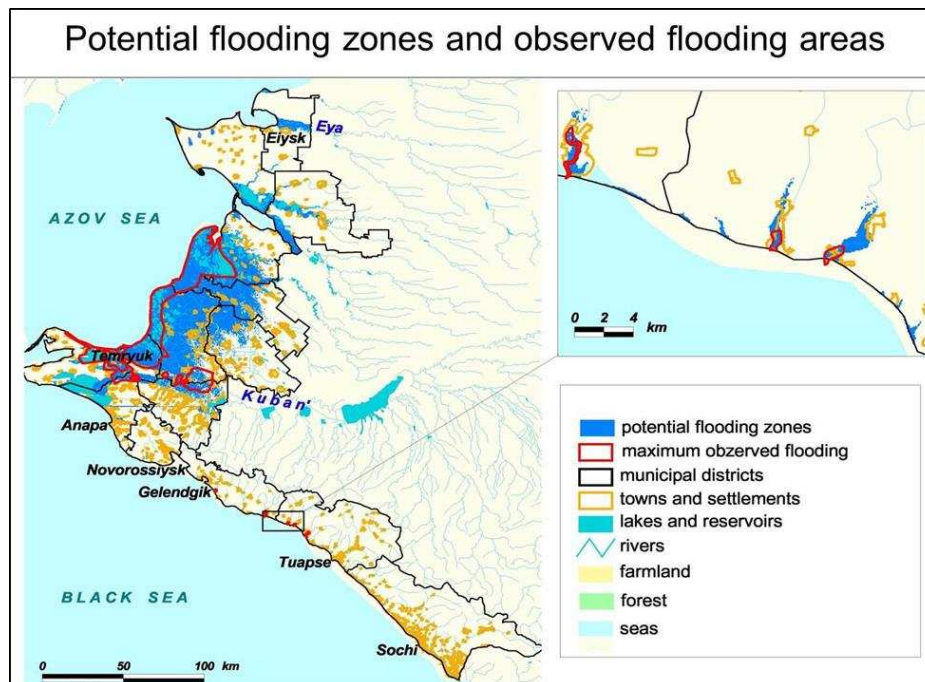 Potential flooding zones and observed flooding areas
Eya
Eiysk
AZOV SEA
Temryuk
Kuban'
Anapa
Novorossiysk
Gelendgik
Tuapse
BLACK SEA
Sochi
0 50 100 km
0 2 4
km
potential flooding zones
maximum obzerved flooding
municipal districts
towns and settlements
lakes and reservoirs
rivers
farmland
forest
seas